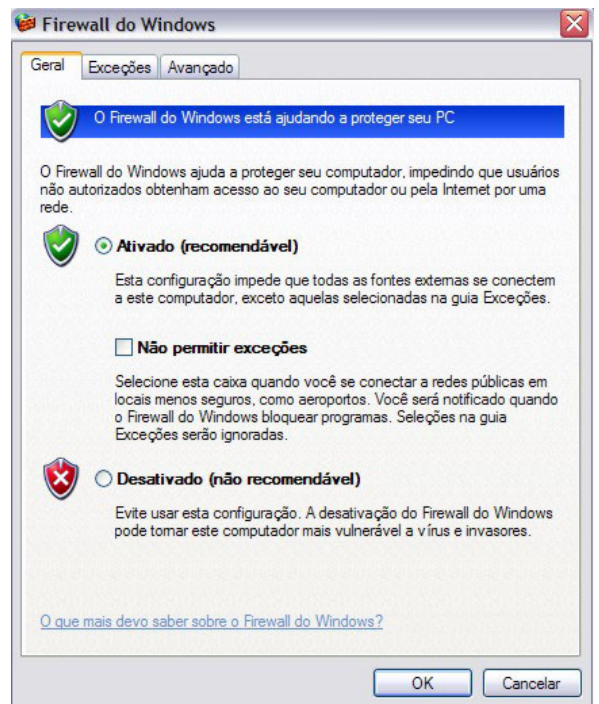 Firewall do Windows
Geral Exceções Avançado
O Firewall do Windows está ajudando a proteger seu PC
O Firewall do Windows ajuda a proteger seu computador, impedindo que usuários
não autorizados obtenham acesso ao seu computador ou pela Internet por uma
rede.
Ativado (recomendável)
Esta configuração impede que todas as fontes externas se conectem
a este computador, exceto aquelas selecionadas na guia Exceções.
Não permitir exceções
Selecione esta caixa quando você se conectar a redes públicas em
locais menos seguros, como aeroportos. Você será notificado quando
o Firewall do Windows bloquear programas. Seleções na guia
Exceções serão ignoradas.
Desativado (não recomendável)
Evite usar esta configuração. A desativação do Firewall do Windows
pode tornar este computador mais vulnerável a vírus e invasores.
O que mais devo saber sobre o Firewall do Windows?
OK Cancelar